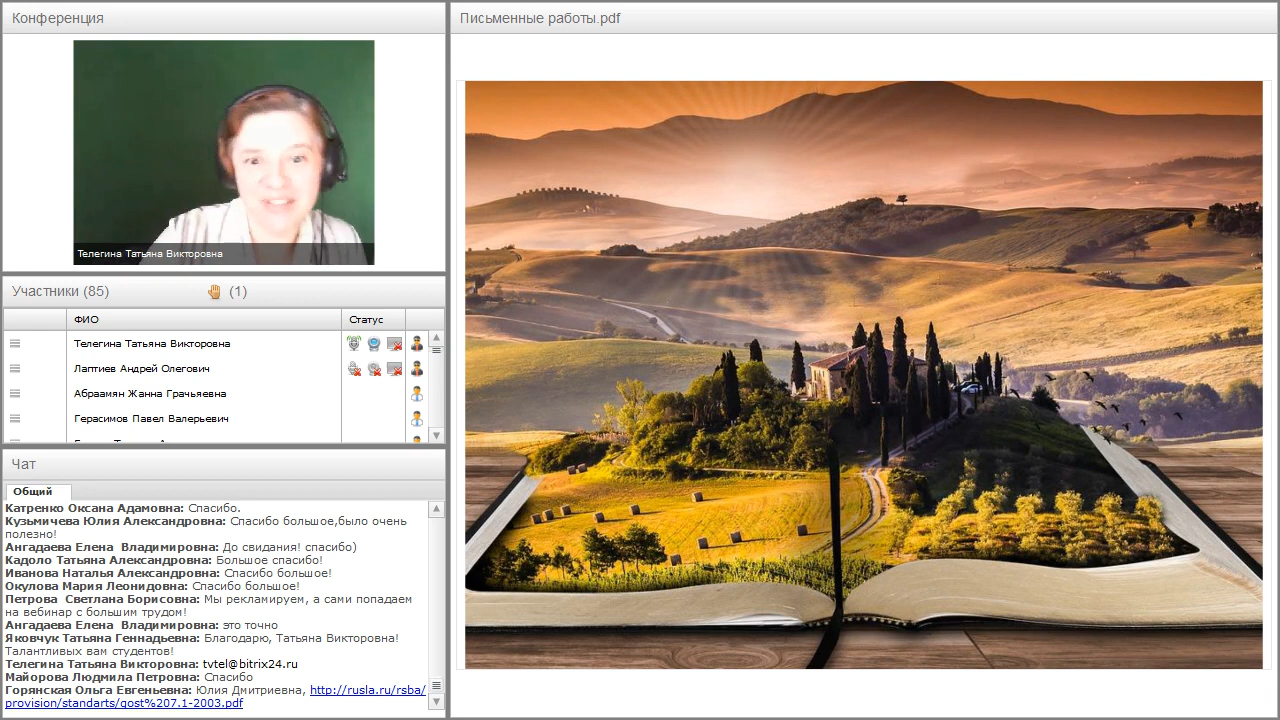 Конференция
Телегина Татьяна Викторовна
Участники (85)
(1)
ФИО
Статус
Телегина Татьяна Викторовна
Лаптиев Андрей Олегович
Абраамян Жанна Грачьяевна
Герасимов Павел Валерьевич
Чат
Общий
Катренко Оксана Адамовна: Спасибо.
Кузьмичева Юлия Александровна: Спасибо большое,было очень
полезно!
Ангадаева Елена  Владимировна: До свидания! спасибо)
Кадоло Татьяна Александровна: Большое спасибо!
Иванова Наталья Александровна: Спасибо большое!
Окулова Мария Леонидовна: Спасибо большое!
Петрова  Светлана Борисовна: Мы рекламируем, а сами попадаем
на вебинар с большим трудом!
Ангадаева Елена  Владимировна: это точно
Яковчук Татьяна Геннадьевна: Благодарю, Татьяна Викторовна!
Талантливых вам студентов!
Телегина Татьяна Викторовна: tvtel@bitrix24.ru
Майорова Людмила Петровна: Спасибо
Горянская Ольга Евгеньевна: Юлия Дмитриевна, http://rusla.ru/rsba/
provision/standarts/gost%207.1-2003.pdf
Письменные работы.pdf